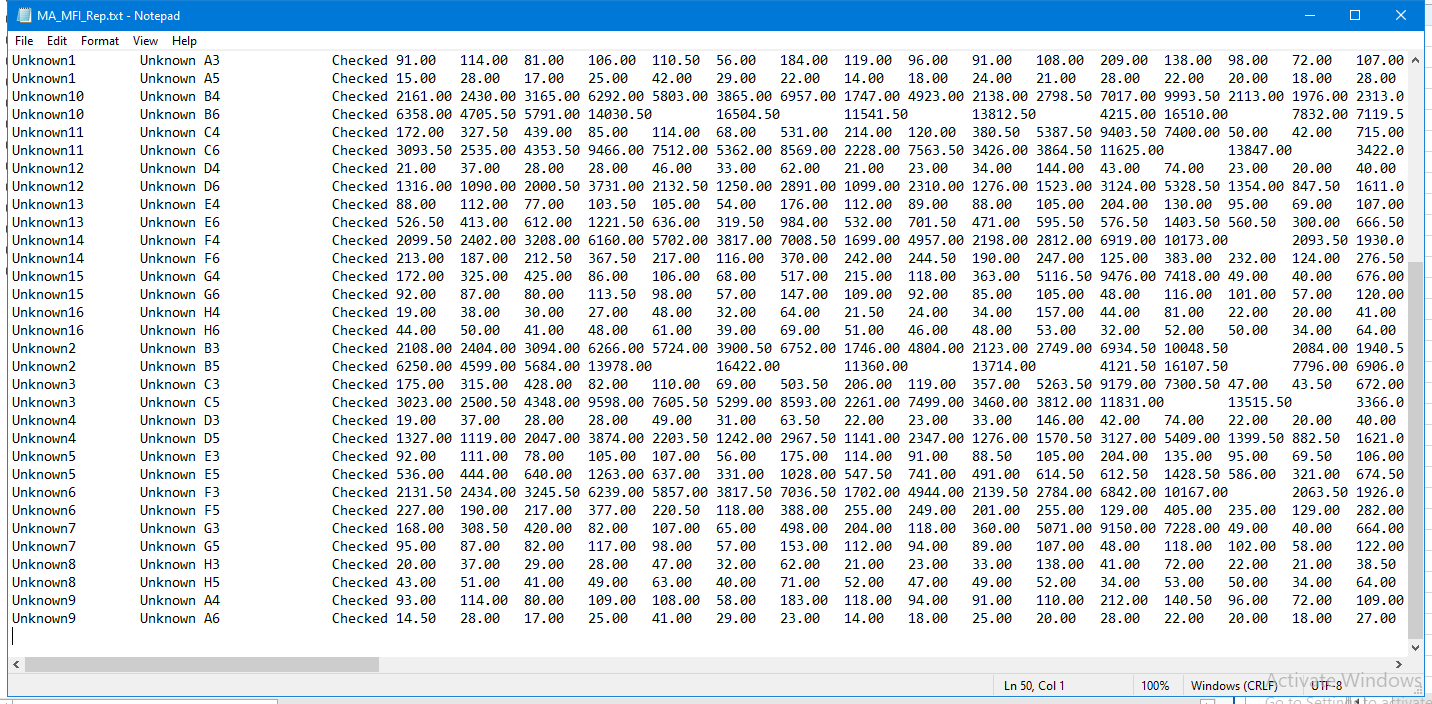 MA_MFI_Rep.txt - Notepad
File Edit Format View Help
Unknown1 Unknown A3 Checked 91.00 114.00 81.00 106.00 110.50 56.00 184.00 119.00 96.00 91.00 108.00 209.00 138.00 98.00 72.00 107.00
Unknown1 Unknown A5 Checked 15.00 28.00 17.00 25.00 42.00 29.00 22.00 14.00 18.00 24.00 21.00 28.00 22.00 20.00 18.00 28.00
Unknown10 Unknown B4 Checked 2161.00 2430.00 3165.00 6292.00 5803.00 3865.00 6957.00 1747.00 4923.00 2138.00 2798.50 7017.00 9993.50 2113.00 1976.00 2313.0
Unknown10 Unknown B6 Checked 6358.00 4705.50 5791.00 14030.50 16504.50 11541.50 13812.50 4215.00 16510.00 7832.00 7119.5
Unknown11 Unknown C4 Checked 172.00 327.50 439.00 85.00 114.00 68.00 531.00 214.00 120.00 380.50 5387.50 9403.50 7400.00 50.00 42.00 715.00
Unknown11 Unknown C6 Checked 3093.50 2535.00 4353.50 9466.00 7512.00 5362.00 8569.00 2228.00 7563.50 3426.00 3864.50 11625.00 13847.00 3422.0
Unknown12 Unknown D4 Checked 21.00 37.00 28.00 28.00 46.00 33.00 62.00 21.00 23.00 34.00 144.00 43.00 74.00 23.00 20.00 40.00
Unknown12 Unknown D6 Checked 1316.00 1090.00 2000.50 3731.00 2132.50 1250.00 2891.00 1099.00 2310.00 1276.00 1523.00 3124.00 5328.50 1354.00 847.50 1611.0
Unknown13 Unknown E4 Checked 88.00 112.00 77.00 103.50 105.00 54.00 176.00 112.00 89.00 88.00 105.00 204.00 130.00 95.00 69.00 107.00
Unknown13 Unknown E6 Checked 526.50 413.00 612.00 1221.50 636.00 319.50 984.00 532.00 701.50 471.00 595.50 576.50 1403.50 560.50 300.00 666.50
Unknown14 Unknown F4 Checked 2099.50 2402.00 3208.00 6160.00 5702.00 3817.00 7008.50 1699.00 4957.00 2198.00 2812.00 6919.00 10173.00 2093.50 1930.0
Unknown14 Unknown F6 Checked 213.00 187.00 212.50 367.50 217.00 116.00 370.00 242.00 244.50 190.00 247.00 125.00 383.00 232.00 124.00 276.50
Unknown15 Unknown G4 Checked 172.00 325.00 425.00 86.00 106.00 68.00 517.00 215.00 118.00 363.00 5116.50 9476.00 7418.00 49.00 40.00 676.00
Unknown15 Unknown G6 Checked 92.00 87.00 80.00 113.50 98.00 57.00 147.00 109.00 92.00 85.00 105.00 48.00 116.00 101.00 57.00 120.00
Unknown16 Unknown H4 Checked 19.00 38.00 30.00 27.00 48.00 32.00 64.00 21.50 24.00 34.00 157.00 44.00 81.00 22.00 20.00 41.00
Unknown16 Unknown H6 Checked 44.00 50.00 41.00 48.00 61.00 39.00 69.00 51.00 46.00 48.00 53.00 32.00 52.00 50.00 34.00 64.00
Unknown2 Unknown B3 Checked 2108.00 2404.00 3094.00 6266.00 5724.00 3900.50 6752.00 1746.00 4804.00 2123.00 2749.00 6934.50 10048.50 2084.00 1940.5
Unknown2 Unknown B5 Checked 6250.00 4599.00 5684.00 13978.00 16422.00 11360.00 13714.00 4121.50 16107.50 7796.00 6906.0
Unknown3 Unknown C3 Checked 175.00 315.00 428.00 82.00 110.00 69.00 503.50 206.00 119.00 357.00 5263.50 9179.00 7300.50 47.00 43.50 672.00
Unknown3 Unknown C5 Checked 3023.00 2500.50 4348.00 9598.00 7605.50 5299.00 8593.00 2261.00 7499.00 3460.00 3812.00 11831.00 13515.50 3366.0
Unknown4 Unknown D3 Checked 19.00 37.00 28.00 28.00 49.00 31.00 63.50 22.00 23.00 33.00 146.00 42.00 74.00 22.00 20.00 40.00
Unknown4 Unknown D5 Checked 1327.00 1119.00 2047.00 3874.00 2203.50 1242.00 2967.50 1141.00 2347.00 1276.00 1570.50 3127.00 5409.00 1399.50 882.50 1621.0
Unknown5 Unknown E3 Checked 92.00 111.00 78.00 105.00 107.00 56.00 175.00 114.00 91.00 88.50 105.00 204.00 135.00 95.00 69.50 106.00
Unknown5 Unknown E5 Checked 536.00 444.00 640.00 1263.00 637.00 331.00 1028.00 547.50 741.00 491.00 614.50 612.50 1428.50 586.00 321.00 674.50
Unknown6 Unknown F3 Checked 2131.50 2434.00 3245.50 6239.00 5857.00 3817.50 7036.50 1702.00 4944.00 2139.50 2784.00 6842.00 10167.00 2063.50 1926.0
Unknown6 Unknown F5 Checked 227.00 190.00 217.00 377.00 220.50 118.00 388.00 255.00 249.00 201.00 255.00 129.00 405.00 235.00 129.00 282.00
Unknown7 Unknown G3 Checked 168.00 308.50 420.00 82.00 107.00 65.00 498.00 204.00 118.00 360.00 5071.00 9150.00 7228.00 49.00 40.00 664.00
Unknown7 Unknown G5 Checked 95.00 87.00 82.00 117.00 98.00 57.00 153.00 112.00 94.00 89.00 107.00 48.00 118.00 102.00 58.00 122.00
Unknown8 Unknown H3 Checked 20.00 37.00 29.00 28.00 47.00 32.00 62.00 21.00 23.00 33.00 138.00 41.00 72.00 22.00 21.00 38.50
Unknown8 Unknown H5 Checked 43.00 51.00 41.00 49.00 63.00 40.00 71.00 52.00 47.00 49.00 52.00 34.00 53.00 50.00 34.00 64.00
Unknown9 Unknown A4 Checked 93.00 114.00 80.00 109.00 108.00 58.00 183.00 118.00 94.00 91.00 110.00 212.00 140.50 96.00 72.00 109.00
Unknown9 Unknown A6 Checked 14.50 28.00 17.00 25.00 41.00 29.00 23.00 14.00 18.00 25.00 20.00 28.00 22.00 20.00 18.00 27.00
Ln 50, Col 1 100% Windows (CRLF) UTF-8
Activate Windows
Go to Settings to activate